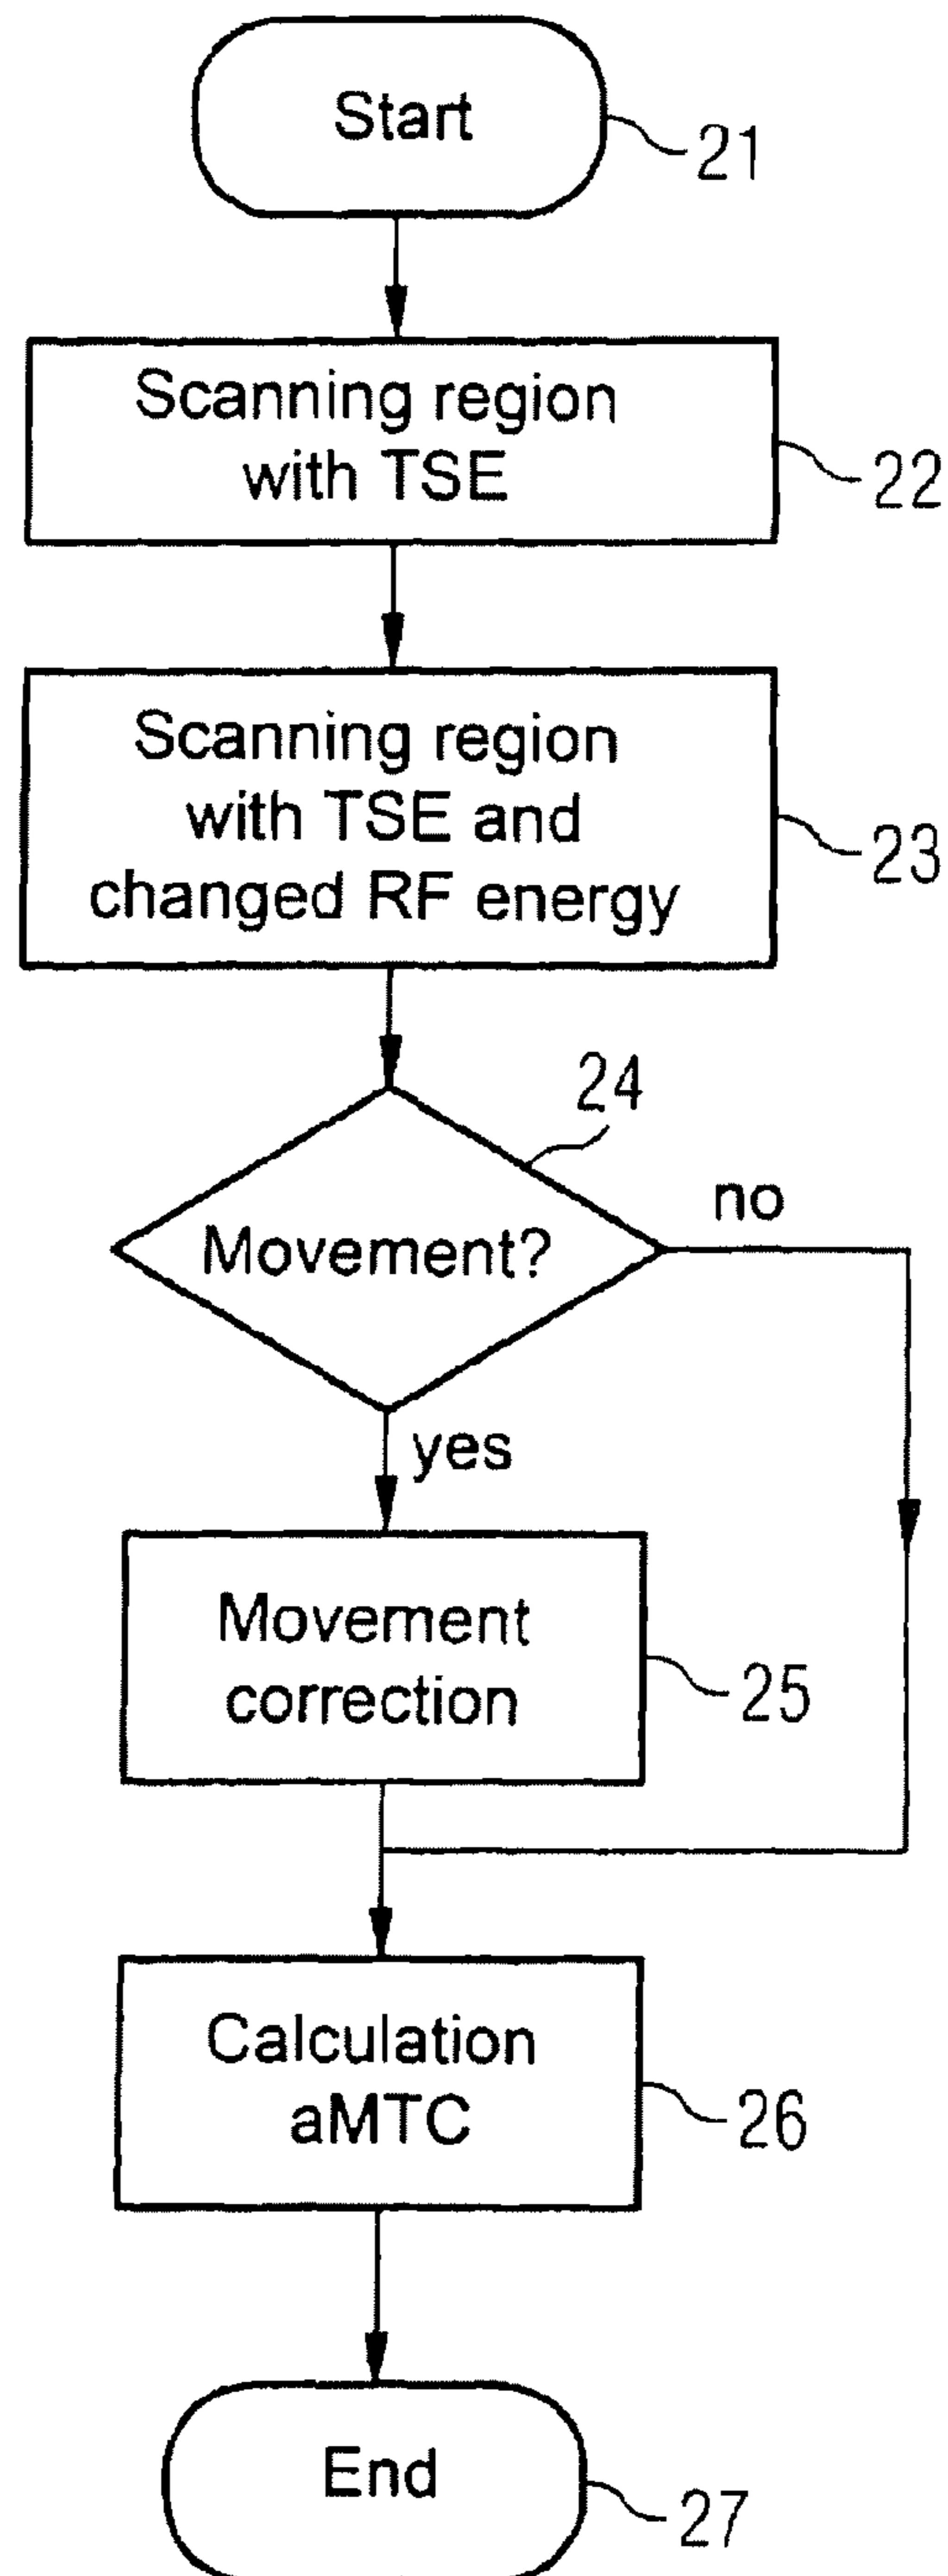 Start
21
Scanning region
with TSE
22
Scanning region
with TSE and
changed RF energy
23
24
Movement?
no
yes
Movement
correction
25
Calculation
aMTC
26
End
27